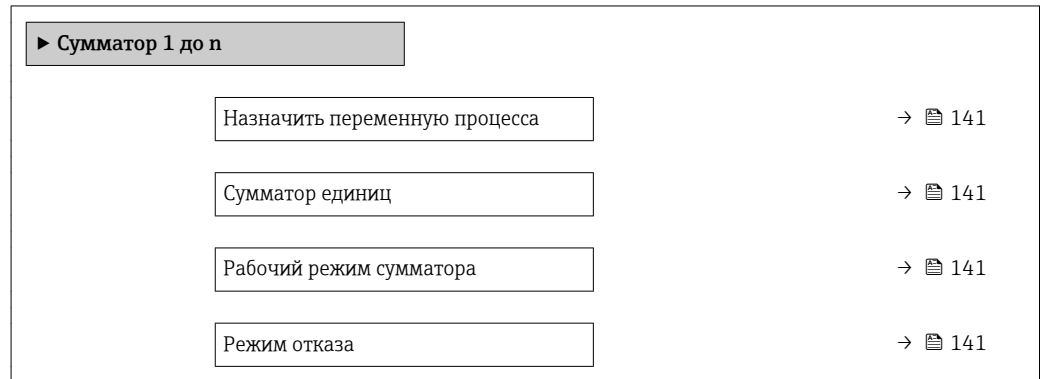 ▶ Сумматор 1 до n
Назначить переменную процесса → 🖹 141
Сумматор единиц → 🖹 141
Рабочий режим сумматора → 🖹 141
Режим отказа → 🖹 141